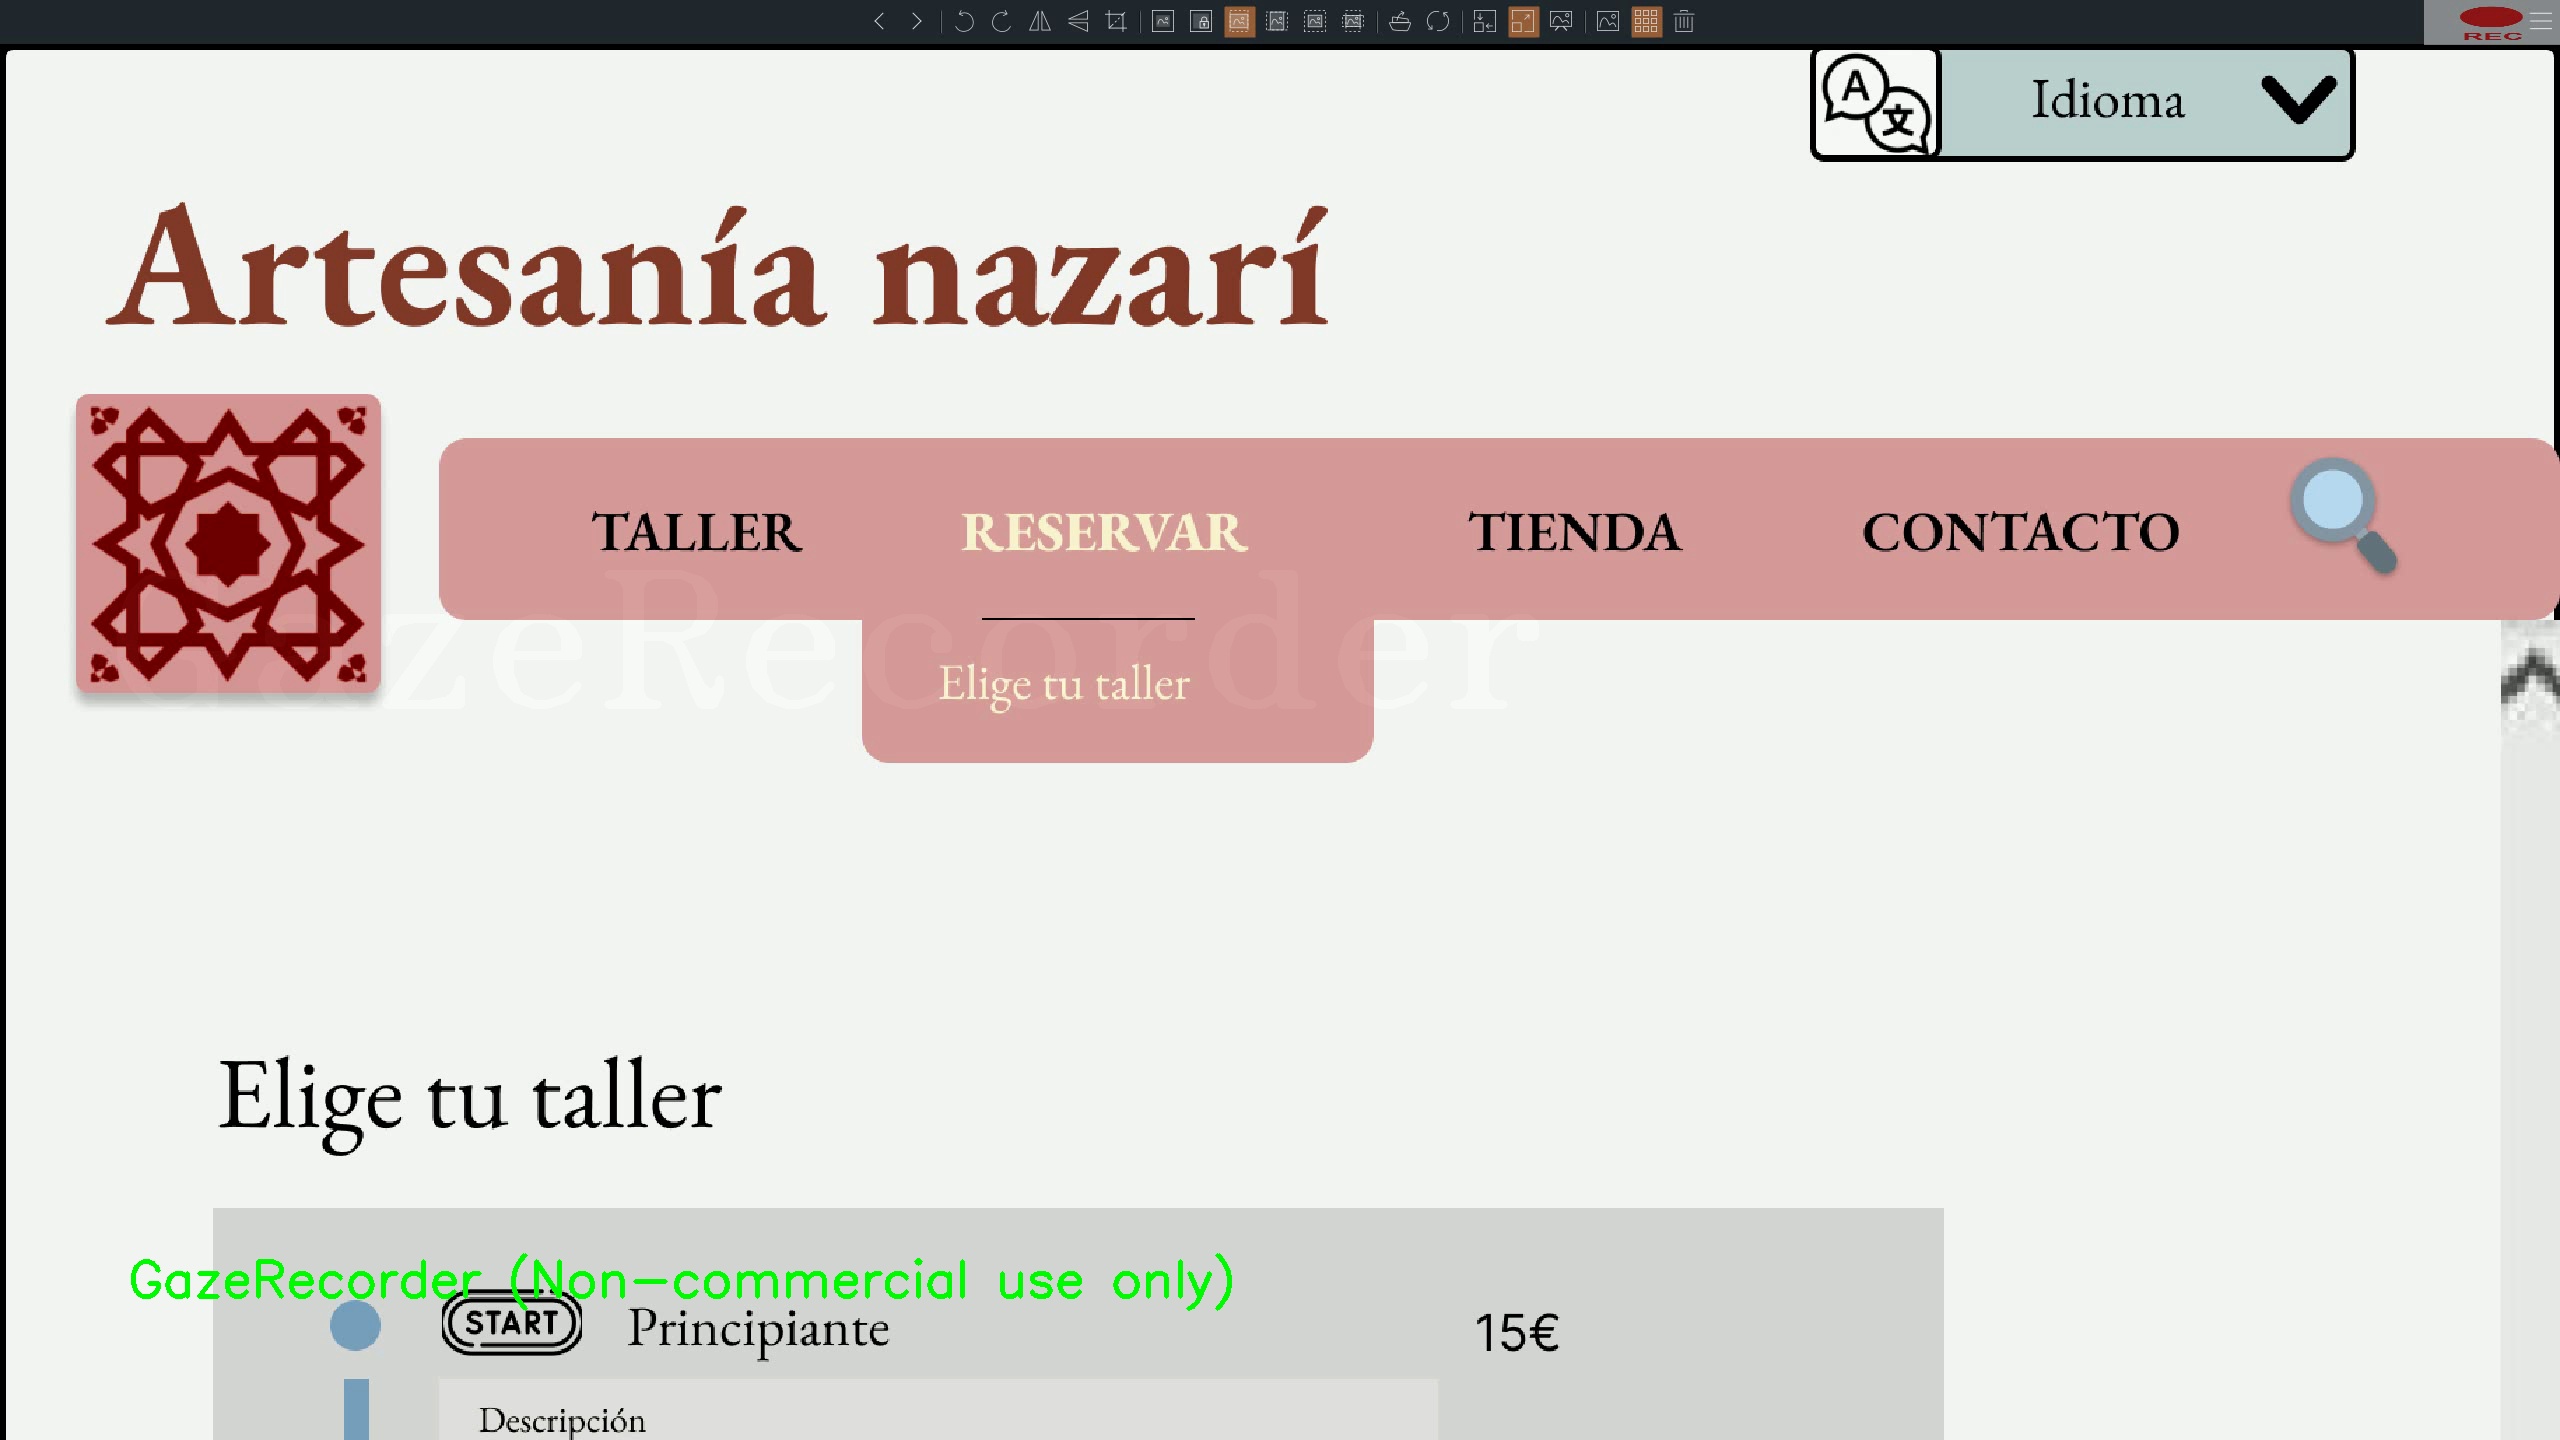 REC
A 文 Idioma
Artesanía nazarí
TALLER RESERVAR TIENDA CONTACTO
GazeRecorder
Elige tu taller
Elige tu taller
GazeRecorder (Non-commercial use only)
START Principiante 15€
Descripción